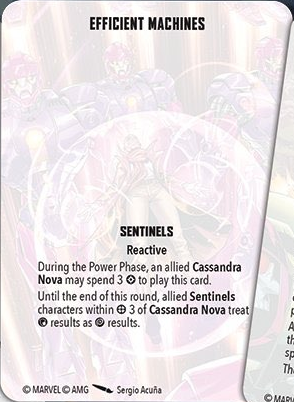 EFFICIENT MACHINES
SENTINELS
Reactive
During the Power Phase, an allied Cassandra
Nova may spend 3 to play this card.
Until the end of this round, allied Sentinels
characters within 3 of Cassandra Nova treat
results as results.
© MARVEL © AMG Sergio Acuña
© MARV